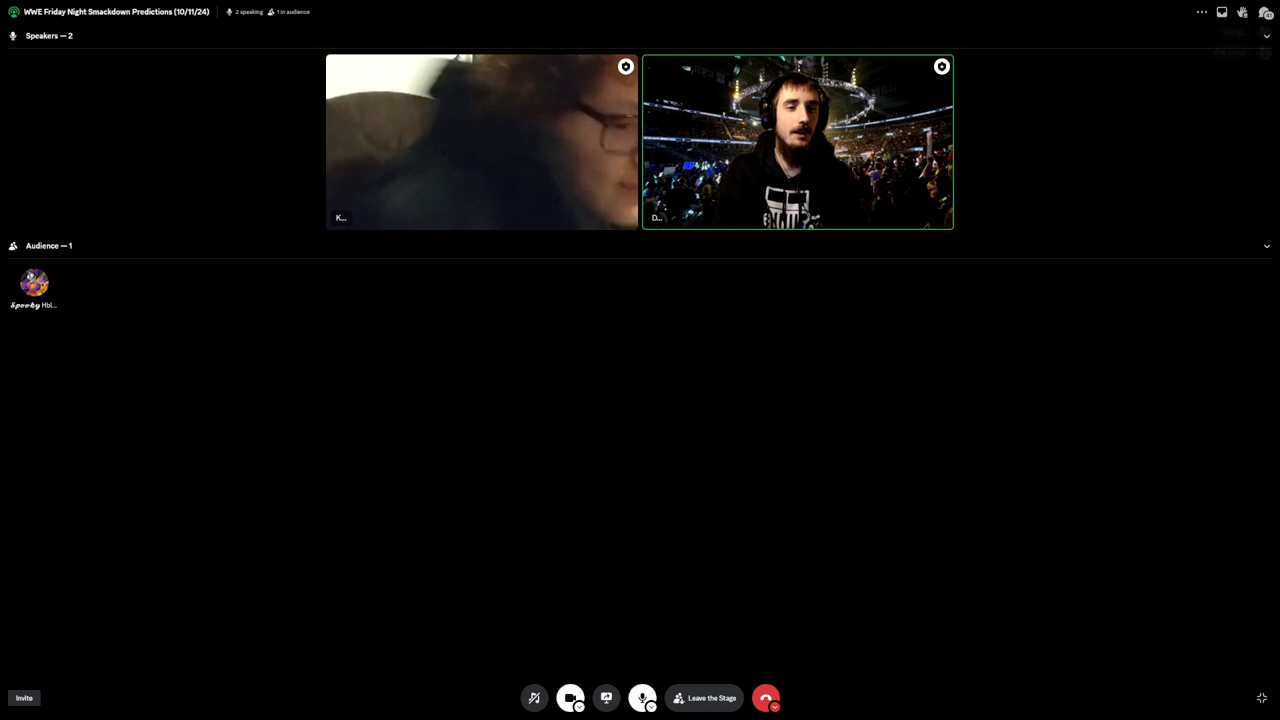 WWE Friday Night Smackdown Predictions (10/11/24) 2 speaking 1 in audience
Speakers — 2
K...
D...
Audience — 1
Spooky Hbl...
Invite
Leave the Stage